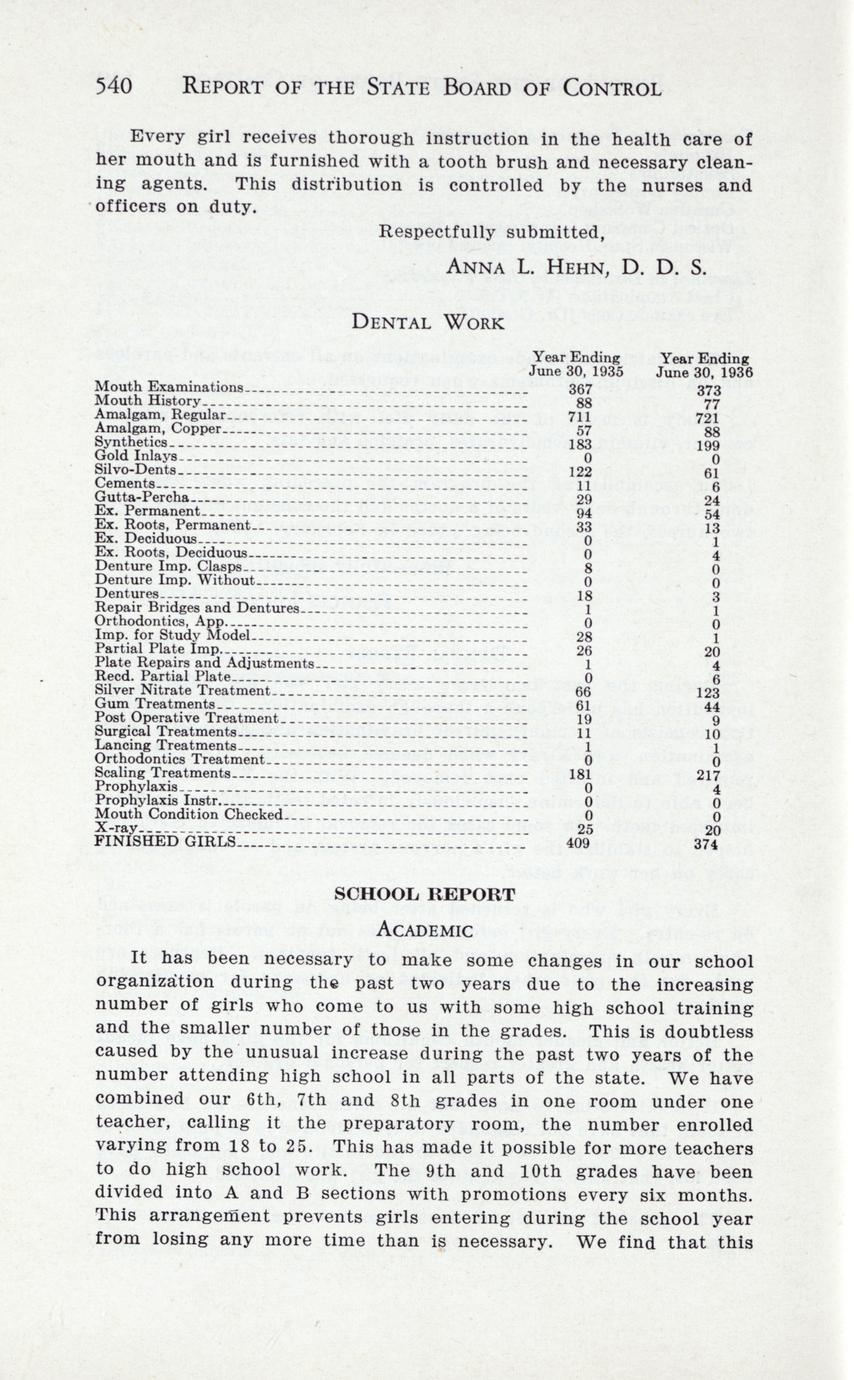 540 REPORT OF THE STATE BOARD OF CONTROL
Every girl receives thorough instruction in the health care of
her mouth and is furnished with a tooth brush and necessary clean-
ing agents. This distribution is controlled by the nurses and
officers on duty.
Respectfully submitted,
ANNA L. HEHN, D. D. S.
DENTAL WORK
Year Ending Year Ending
June 30, 1935 June 30, 1936
Mouth Examinations 367 373
Mouth History 88 77
Amalgam, Regular 711 721
Amalgam, Copper 57 88
Synthetics 183 199
Gold Inlays 0 0
Silvo-Dents 122 61
Cements 11 6
Gutta-Percha 29 24
Ex. Permanent 94 54
Ex. Roots, Permanent 33 13
Ex. Deciduous 0 1
Ex. Roots, Deciduous 0 4
Denture Imp. Clasps 8 0
Denture Imp. Without 0 0
Dentures 18 3
Repair Bridges and Dentures 1 1
Orthodontics, App. 0 0
Imp. for Study Model 28 1
Partial Plate Imp. 26 20
Plate Repairs and Adjustments 1 4
Recd. Partial Plate 0 6
Silver Nitrate Treatment 66 123
Gum Treatments 61 44
Post Operative Treatment 19 9
Surgical Treatments 11 10
Lancing Treatments 1 1
Orthodontics Treatment 0 0
Scaling Treatments 181 217
Prophylaxis 0 4
Prophylaxis Instr. 0 0
Mouth Condition Checked 0 0
X-ray 25 20
FINISHED GIRLS 409 374
SCHOOL REPORT
ACADEMIC
It has been necessary to make some changes in our school
organization during the past two years due to the increasing
number of girls who come to us with some high school training
and the smaller number of those in the grades. This is doubtless
caused by the unusual increase during the past two years of the
number attending high school in all parts of the state. We have
combined our 6th, 7th and 8th grades in one room under one
teacher, calling it the preparatory room, the number enrolled
varying from 18 to 25. This has made it possible for more teachers
to do high school work. The 9th and 10th grades have been
divided into A and B sections with promotions every six months.
This arrangement prevents girls entering during the school year
from losing any more time than is necessary. We find that this